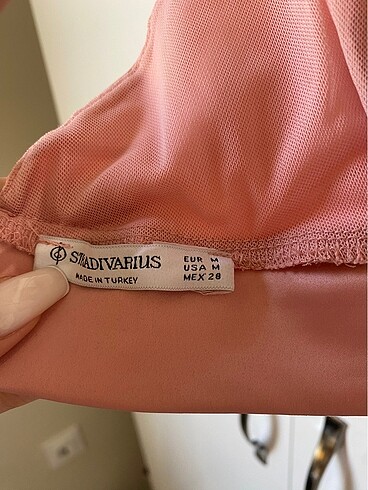 STRADIVARIUS
MADE IN TURKEY
EUR M
USA M
MEX 28